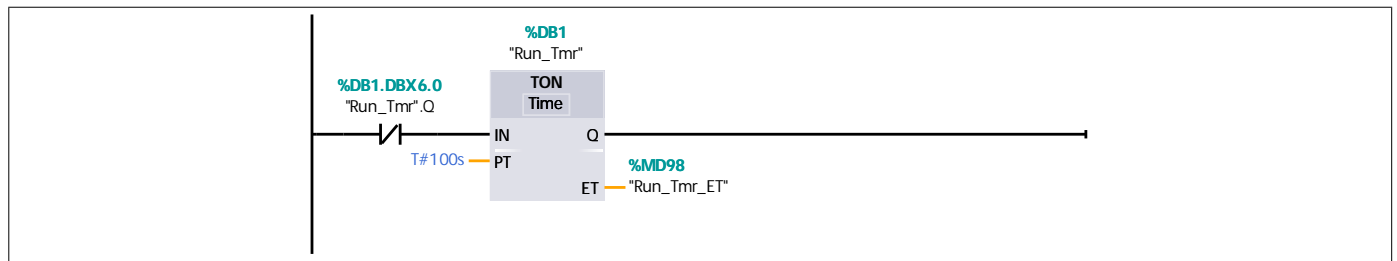 %DB1
"Run_Tmr"
%DB1.DBX6.0
"Run_Tmr".Q
TON
Time
IN
Q
T#100s
PT
%MD98
ET
"Run_Tmr_ET"